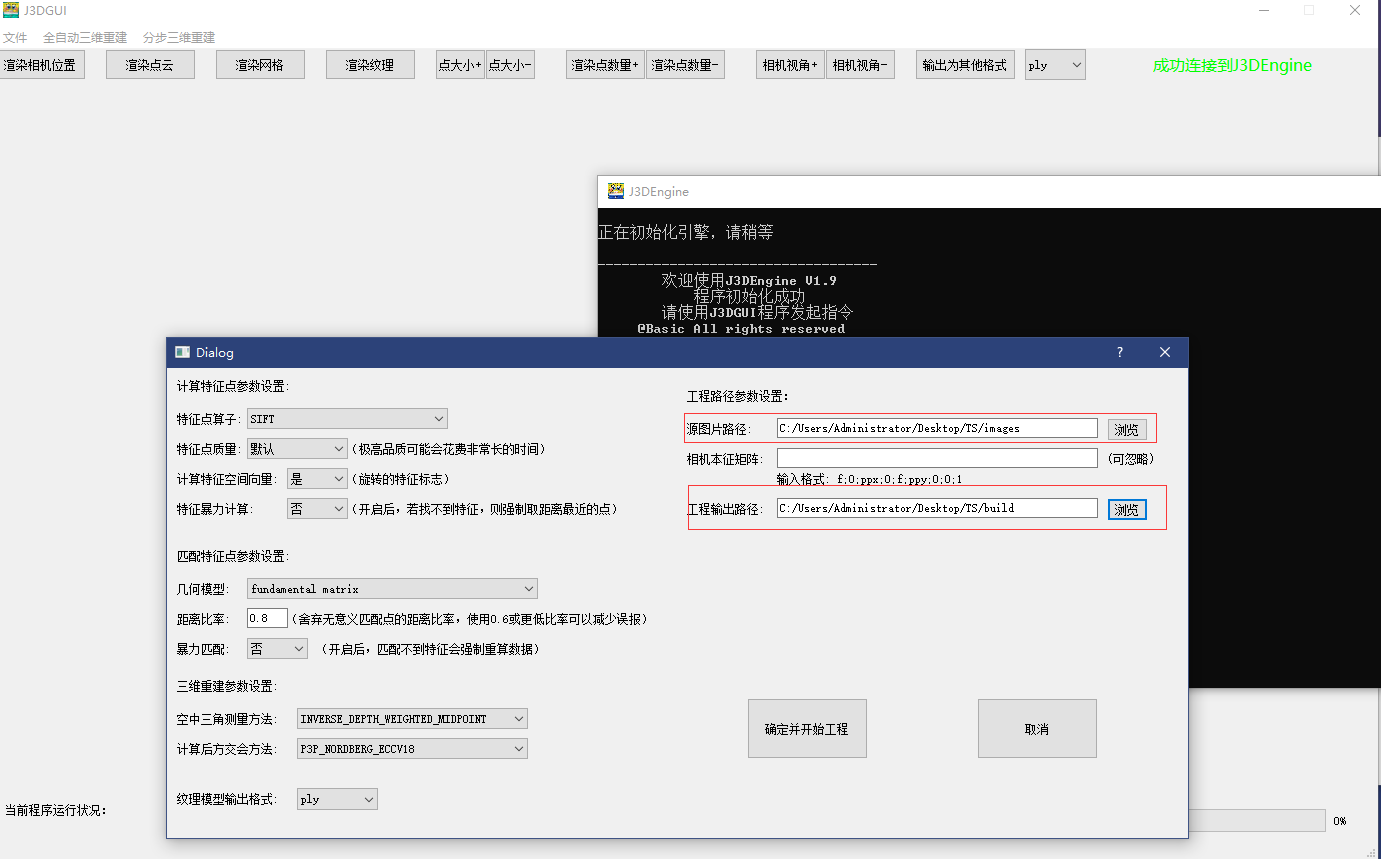 J3DGUI
文件 全自动三维重建 分步三维重建
渲染相机位置 渲染点云 渲染网格 渲染纹理 点大小+ 点大小- 渲染点数量+ 渲染点数量- 相机视角+ 相机视角- 输出为其他格式 ply 成功连接到J3DEngine
J3DEngine
正在初始化引擎，请稍等
-----------------------------------
欢迎使用J3DEngine V1.9
程序初始化成功
请使用J3DGUI程序发起指令
@Basic All rights reserved
Dialog ?
计算特征点参数设置：
特征点算子： SIFT
特征点质量： 默认 (极高品质可能会花费非常长的时间)
计算特征空间向量： 是 (旋转的特征标志)
特征暴力计算： 否 (开启后，若找不到特征，则强制取距离最近的点)
匹配特征点参数设置：
几何模型： fundamental matrix
距离比率： 0.8 (舍弃无意义匹配点的距离比率，使用0.6或更低比率可以减少误报)
暴力匹配： 否 (开启后，匹配不到特征会强制重算数据)
三维重建参数设置：
空中三角测量方法： INVERSE_DEPTH_WEIGHTED_MIDPOINT
计算后方交会方法： P3P_NORDBERG_ECCV18
纹理模型输出格式： ply
工程路径参数设置：
源图片路径： C:/Users/Administrator/Desktop/TS/images 浏览
相机本征矩阵： (可忽略)
输入格式: f;0;ppx;0;f;ppy;0;0;1
工程输出路径： C:/Users/Administrator/Desktop/TS/build 浏览
确定并开始工程 取消
当前程序运行状况： 0%